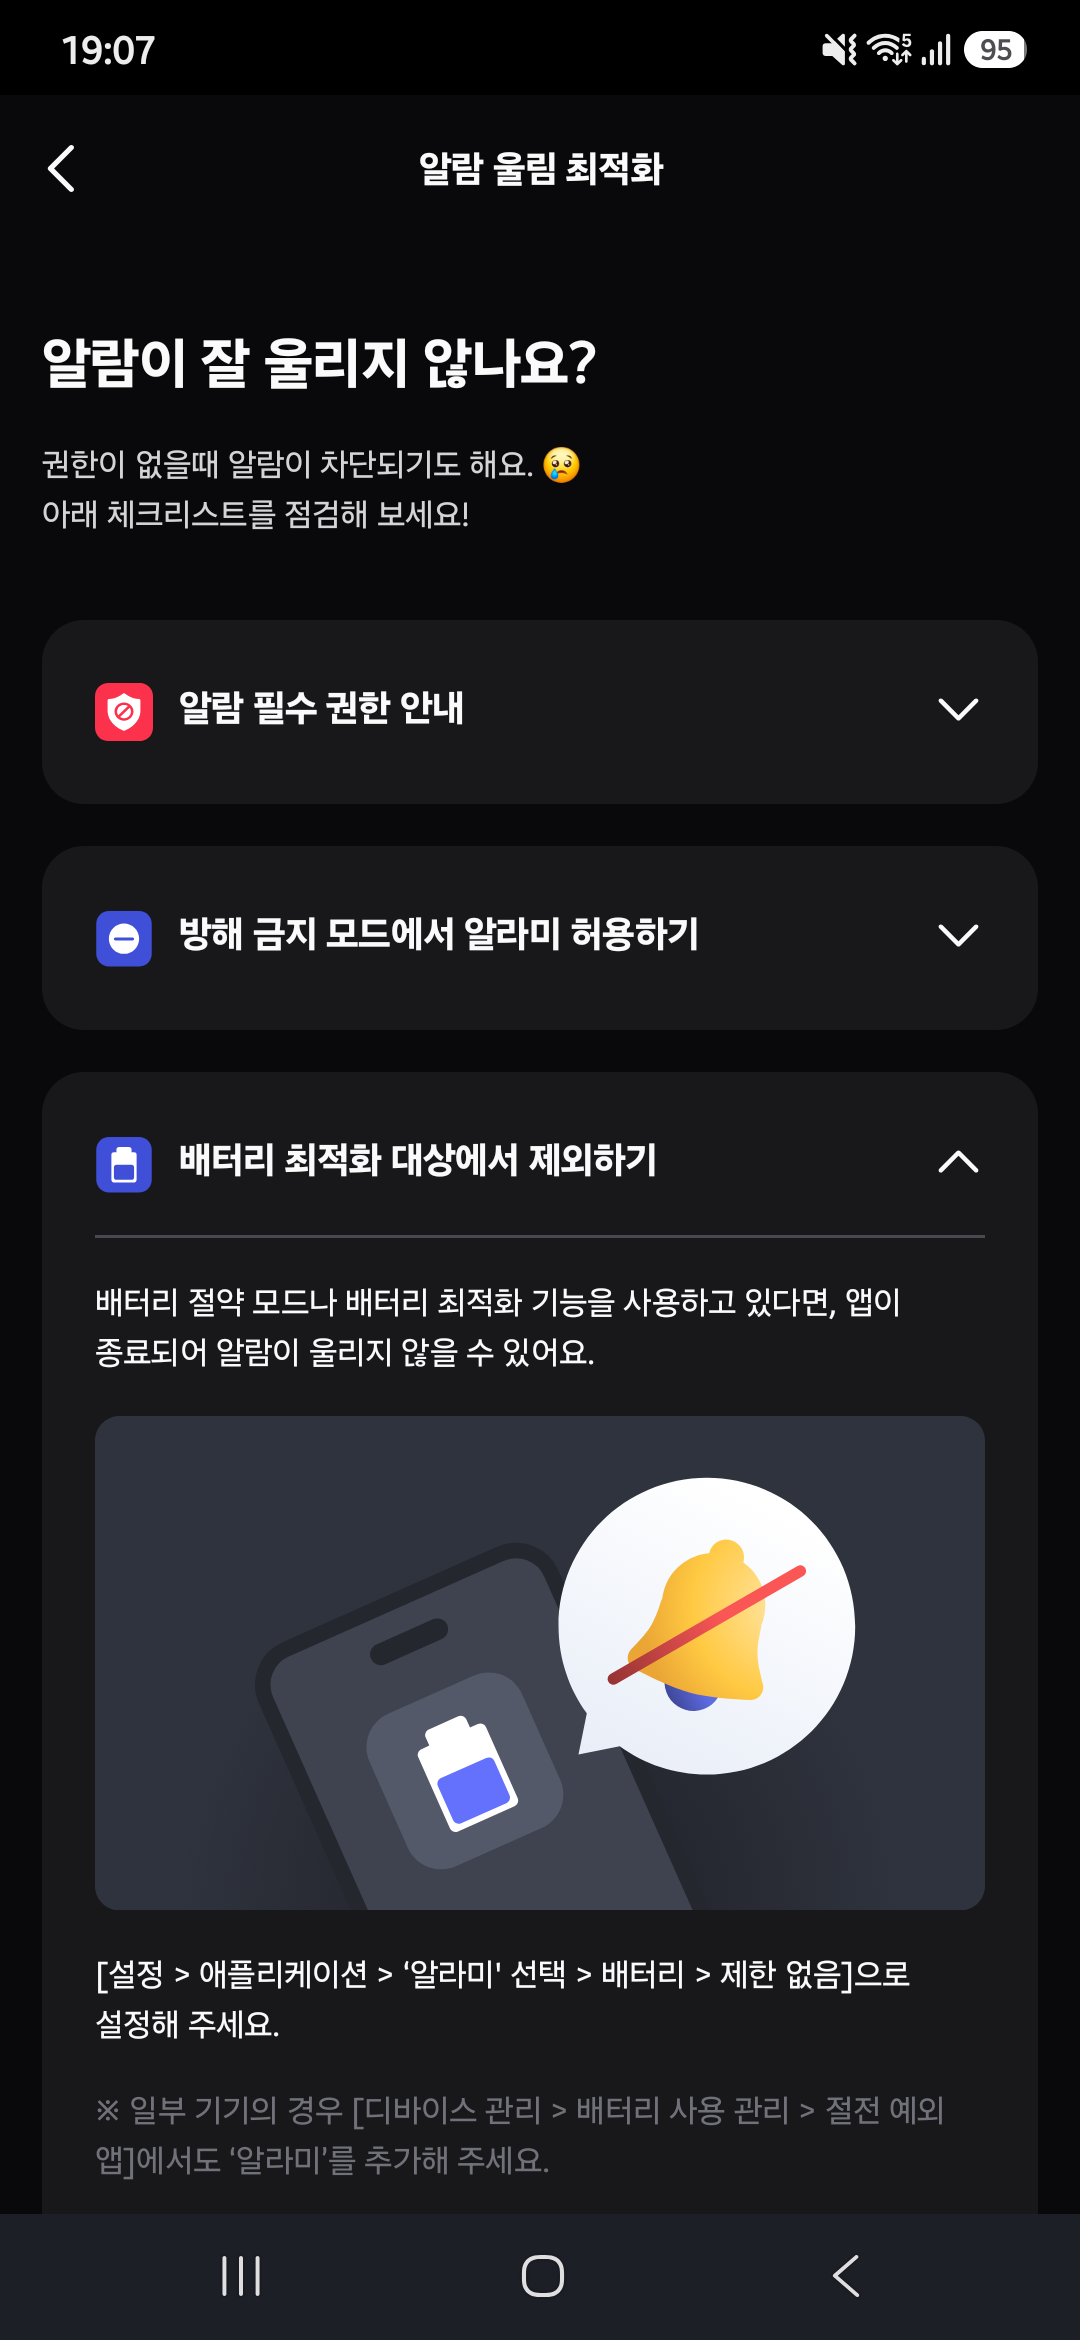 19:07
5
95
알람 울림 최적화
알람이 잘 울리지 않나요?
권한이 없을때 알람이 차단되기도 해요. 😢
아래 체크리스트를 점검해 보세요!
알람 필수 권한 안내
방해 금지 모드에서 알라미 허용하기
배터리 최적화 대상에서 제외하기
배터리 절약 모드나 배터리 최적화 기능을 사용하고 있다면, 앱이
종료되어 알람이 울리지 않을 수 있어요.
[설정 > 애플리케이션 > ‘알라미' 선택 > 배터리 > 제한 없음]으로
설정해 주세요.
※ 일부 기기의 경우 [디바이스 관리 > 배터리 사용 관리 > 절전 예외
앱]에서도 ‘알라미’를 추가해 주세요.